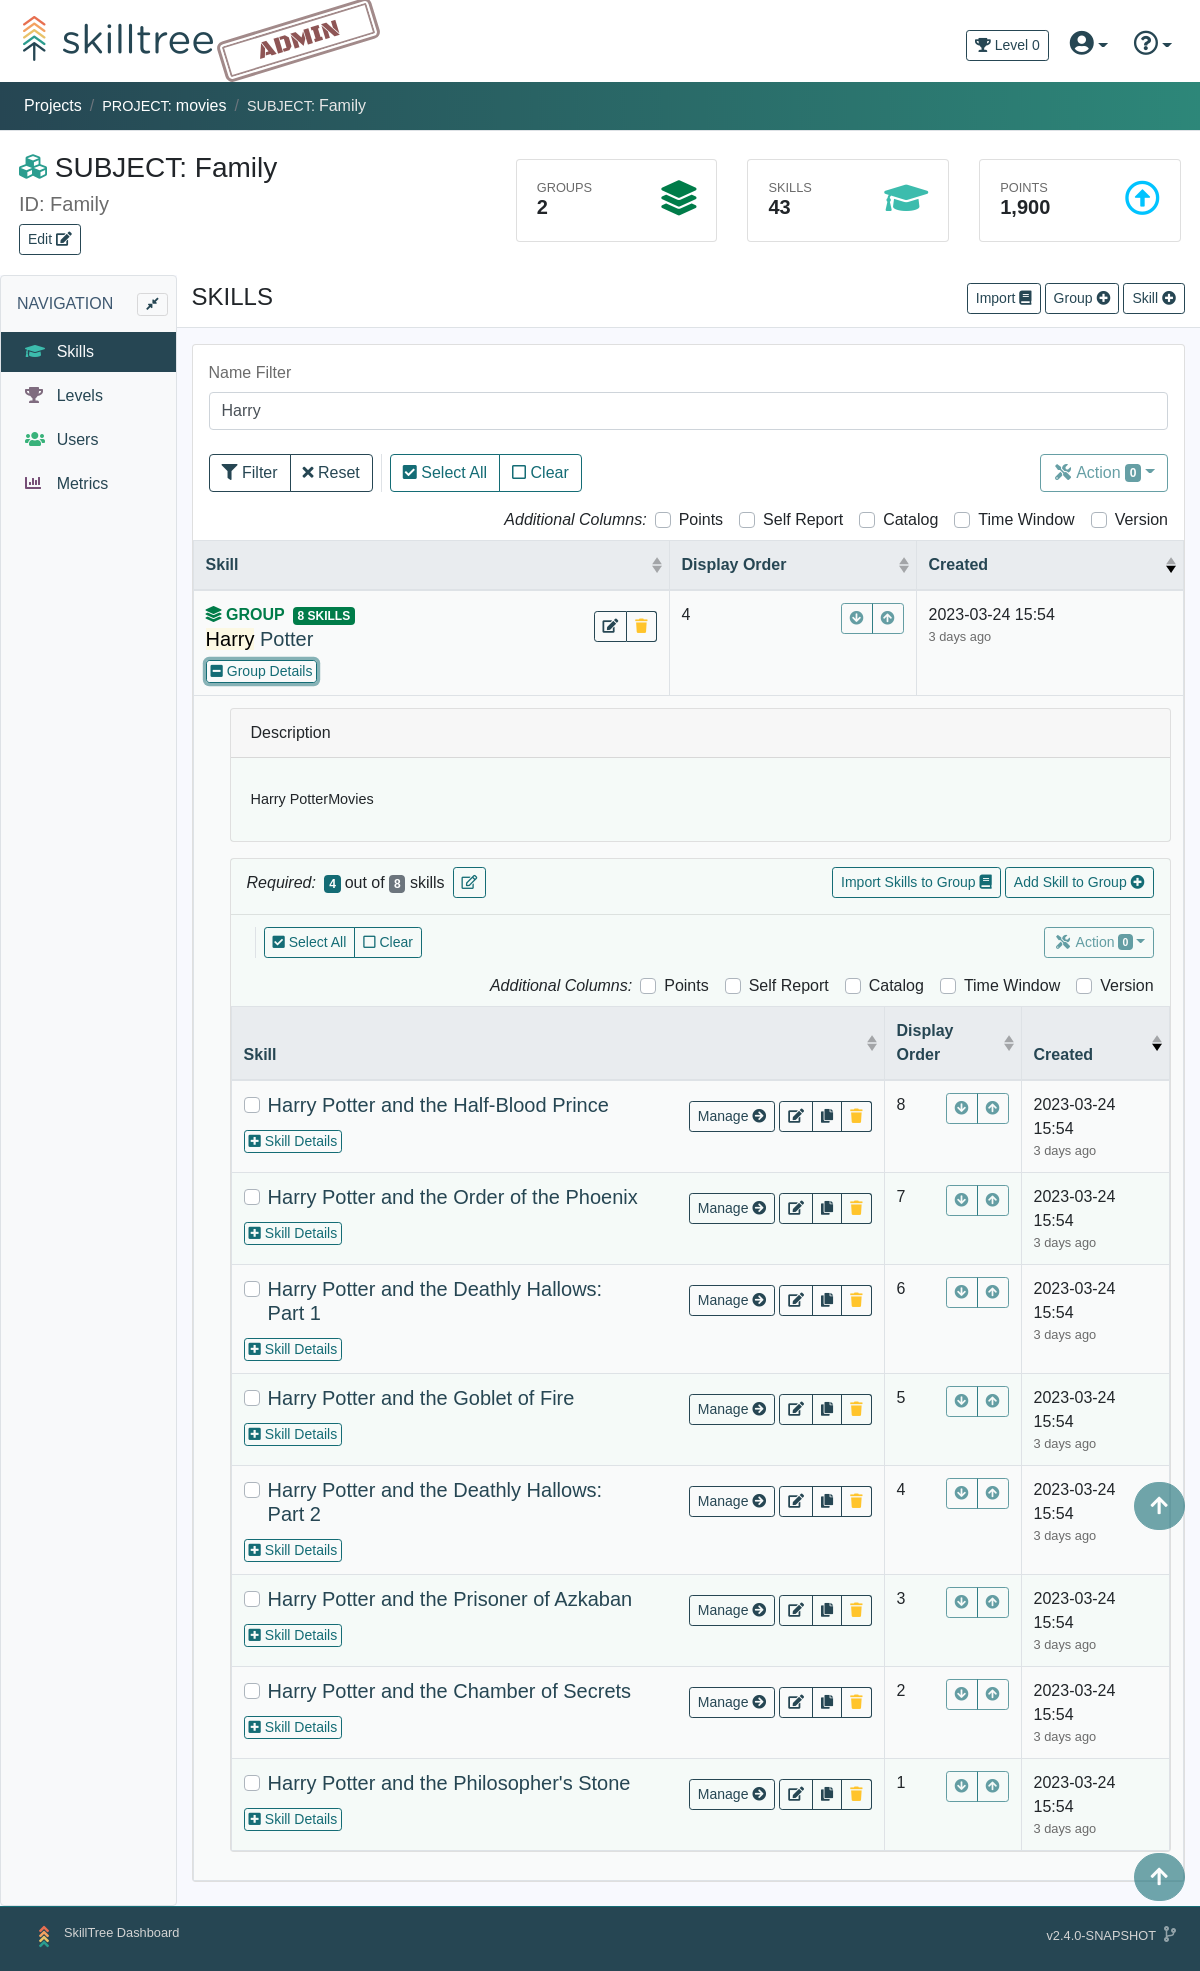 skilltree
ADMIN
Level 0
Projects / PROJECT: movies / SUBJECT: Family
SUBJECT: Family
ID: Family
Edit
GROUPS
2
SKILLS
43
POINTS
1,900
NAVIGATION
Skills
Levels
Users
Metrics
SKILLS
Import
Group
Skill
Name Filter
Harry
Filter Reset Select All Clear Action 0
Additional Columns: Points Self Report Catalog Time Window Version
Skill Display Order Created
GROUP 8 SKILLS
Harry Potter
Group Details
4
2023-03-24 15:54
3 days ago
Description
Harry PotterMovies
Required: 4 out of 8 skills
Import Skills to Group Add Skill to Group
Select All Clear Action 0
Additional Columns: Points Self Report Catalog Time Window Version
Skill
Display
Order
Created
Harry Potter and the Half-Blood Prince
Skill Details
Manage
8
2023-03-24
15:54
3 days ago
Harry Potter and the Order of the Phoenix
Skill Details
Manage
7
2023-03-24
15:54
3 days ago
Harry Potter and the Deathly Hallows:
Part 1
Skill Details
Manage
6
2023-03-24
15:54
3 days ago
Harry Potter and the Goblet of Fire
Skill Details
Manage
5
2023-03-24
15:54
3 days ago
Harry Potter and the Deathly Hallows:
Part 2
Skill Details
Manage
4
2023-03-24
15:54
3 days ago
Harry Potter and the Prisoner of Azkaban
Skill Details
Manage
3
2023-03-24
15:54
3 days ago
Harry Potter and the Chamber of Secrets
Skill Details
Manage
2
2023-03-24
15:54
3 days ago
Harry Potter and the Philosopher's Stone
Skill Details
Manage
1
2023-03-24
15:54
3 days ago
SkillTree Dashboard
v2.4.0-SNAPSHOT